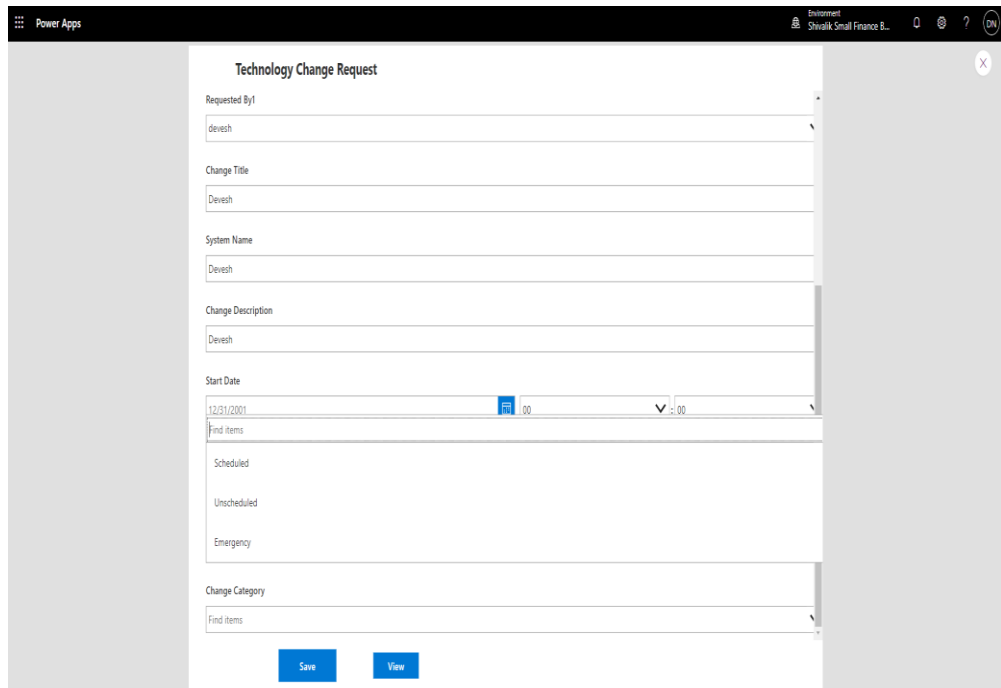 Power Apps
Environment
Shivalik Small Finance B...
?
DN
X
Technology Change Request
Requested By1
devesh
Change Title
Devesh
System Name
Devesh
Change Description
Devesh
Start Date
12/31/2001 00 : 00
Find items
Scheduled
Unscheduled
Emergency
Change Category
Find items
Save View